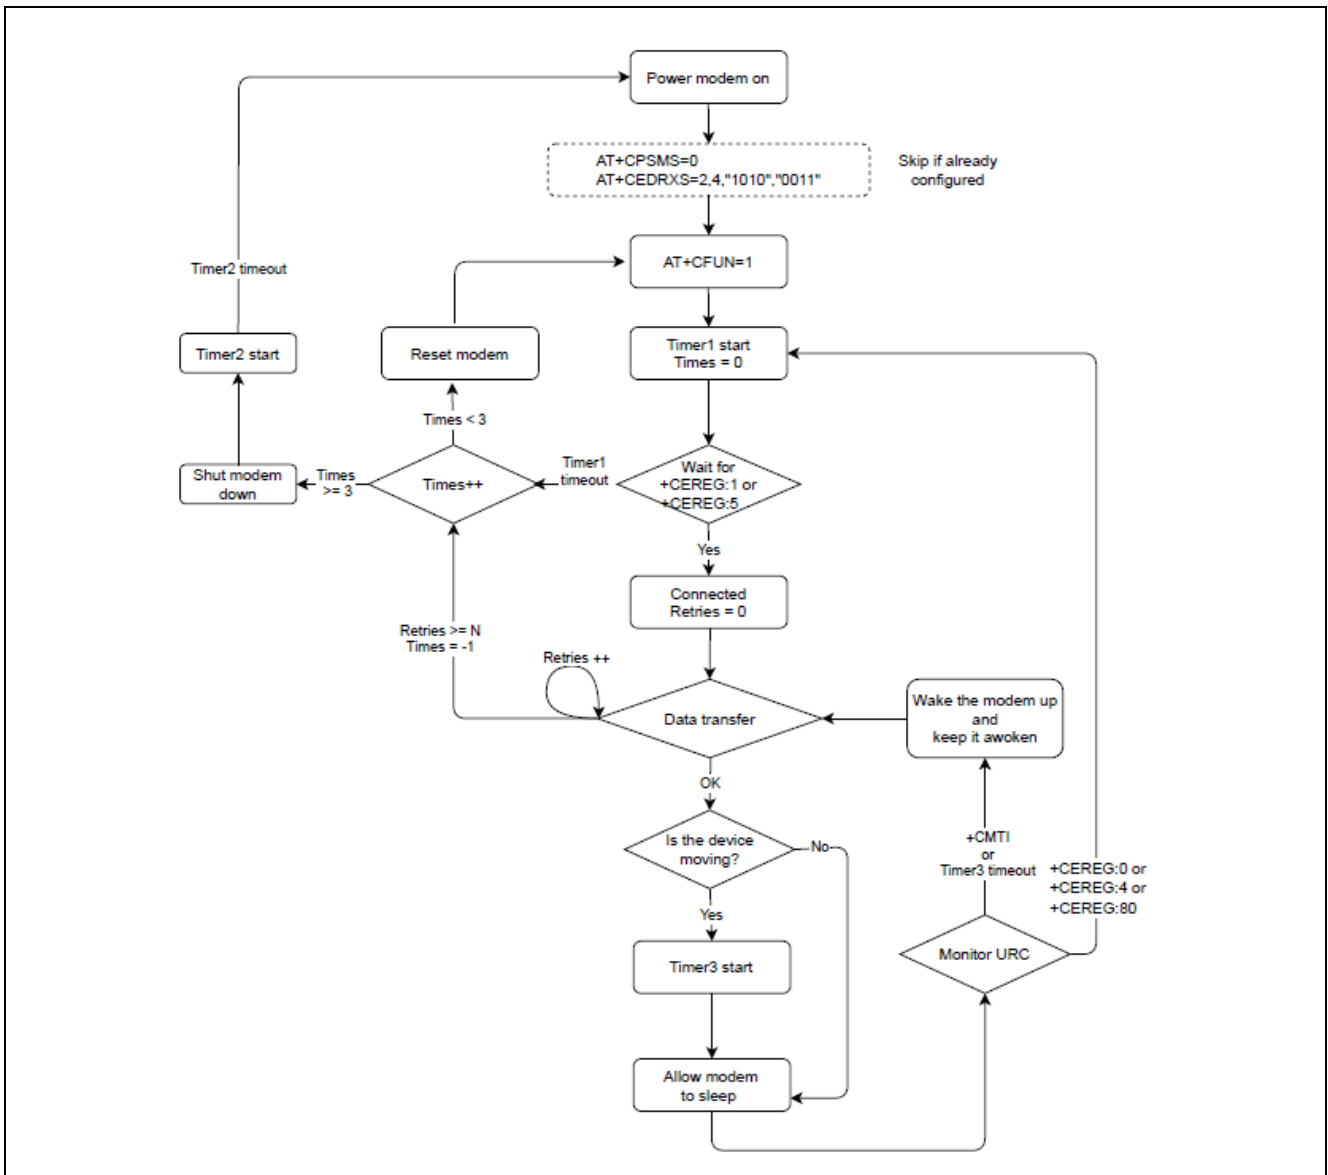 Power modem on
AT+CPSMS=0
AT+CEDRXS=2,4,"1010","0011"
Skip if already
configured
AT+CFUN=1
Timer2 timeout
Timer2 start
Reset modem
Timer1 start
Times = 0
Times < 3
Shut modem
down
Times
>= 3
Times++
Timer1
timeout
Wait for
+CEREG:1 or
+CEREG:5
Yes
Connected
Retries = 0
Retries >= N
Times = -1
Retries ++
Data transfer
Wake the modem up
and
keep it awoken
OK
Is the device
moving?
No
+CMTI
or
Timer3 timeout
+CEREG:0 or
+CEREG:4 or
+CEREG:80
Yes
Monitor URC
Timer3 start
Allow modem
to sleep